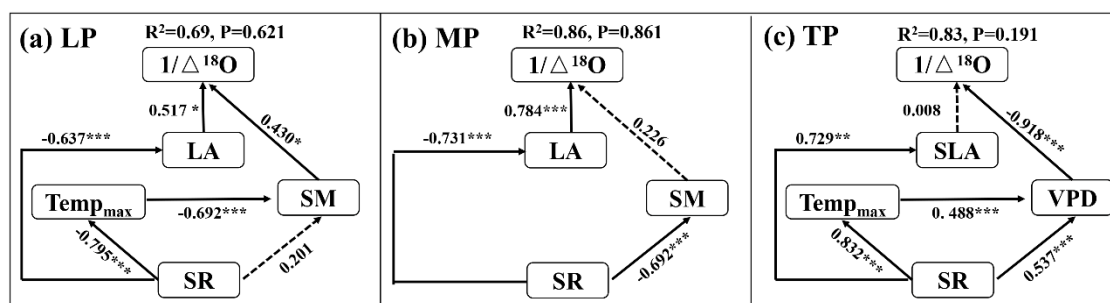 (a) LP
R²=0.69, P=0.621
1/△¹⁸O
0.517 *
0.430*
-0.637***
LA
Temp_max
-0.692***
SM
-0.795***
0.201
SR
(b) MP
R²=0.86, P=0.861
1/△¹⁸O
0.784***
0.226
-0.731***
LA
SM
-0.692***
SR
(c) TP
R²=0.83, P=0.191
1/△¹⁸O
0.008
-0.918***
0.729**
SLA
Temp_max
0. 488***
VPD
0.832***
0.537***
SR